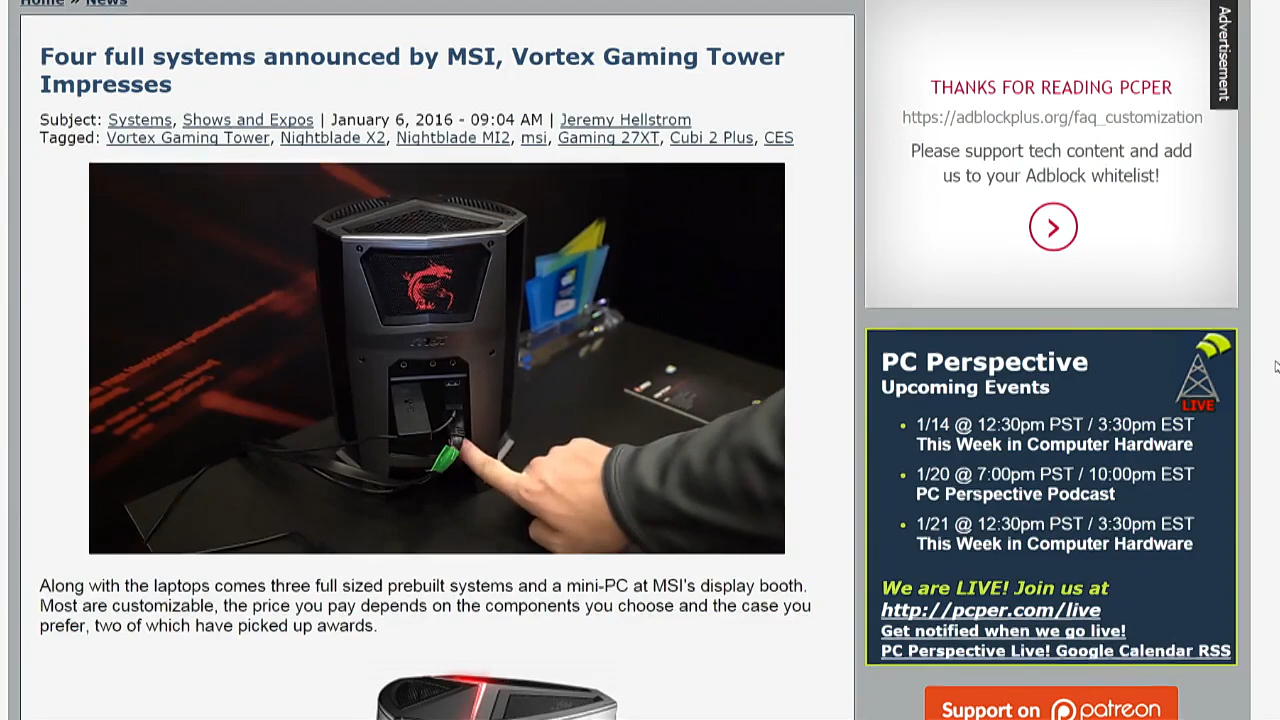 Home » News
Four full systems announced by MSI, Vortex Gaming Tower
Impresses
Subject: Systems, Shows and Expos | January 6, 2016 - 09:04 AM | Jeremy Hellstrom
Tagged: Vortex Gaming Tower, Nightblade X2, Nightblade MI2, msi, Gaming 27XT, Cubi 2 Plus, CES
Along with the laptops comes three full sized prebuilt systems and a mini-PC at MSI's display booth.
Most are customizable, the price you pay depends on the components you choose and the case you
prefer, two of which have picked up awards.
Advertisement
THANKS FOR READING PCPER
https://adblockplus.org/faq_customization
Please support tech content and add
us to your Adblock whitelist!
PC Perspective
Upcoming Events
LIVE
• 1/14 @ 12:30pm PST / 3:30pm EST
This Week in Computer Hardware
• 1/20 @ 7:00pm PST / 10:00pm EST
PC Perspective Podcast
• 1/21 @ 12:30pm PST / 3:30pm EST
This Week in Computer Hardware
We are LIVE! Join us at
http://pcper.com/live
Get notified when we go live!
PC Perspective Live! Google Calendar RSS
Support on patreon